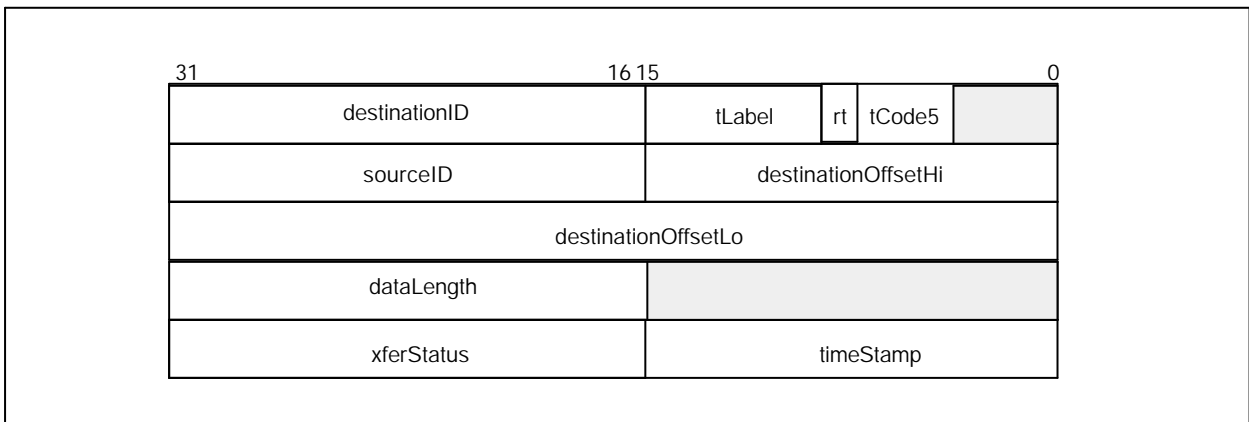 31 16 15 0
destinationID tLabel rt tCode5
sourceID destinationOffsetHi
destinationOffsetLo
dataLength
xferStatus timeStamp